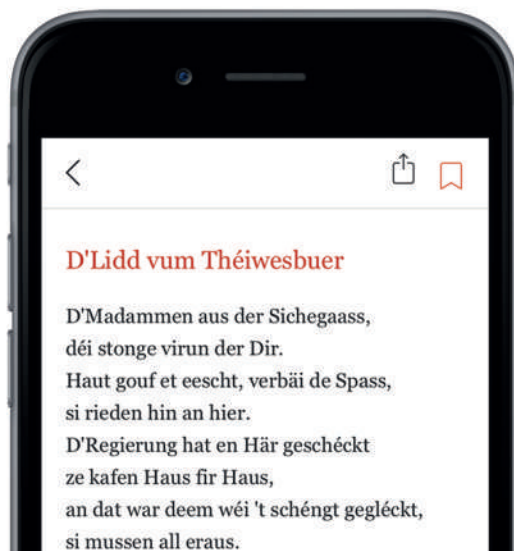 D'Lidd vum Théiwesbuer
D'Madammen aus der Sichegaass,
déi stonge virun der Dir.
Haut gouf et eescht, verbäi de Spass,
si rieden hin an hier.
D'Regierung hat en Här geschéckt
ze kafen Haus fir Haus,
an dat war deem wéi 't schéngt gegléckt,
si mussen all eraus.